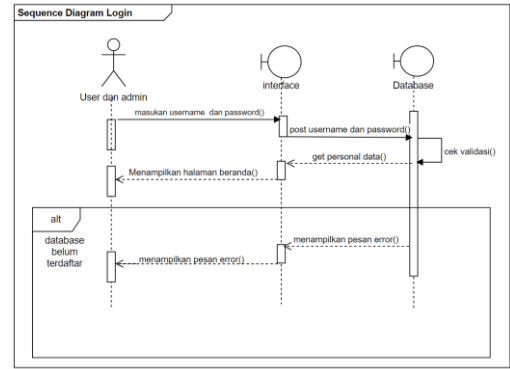 Sequence Diagram Login
User dan admin
interface
Database
masukan username dan password()
post username dan password()
cek validasi()
get personal data()
Menampilkan halaman beranda()
alt
database
belum
terdaftar
menampilkan pesan error()
menampilkan pesan error()